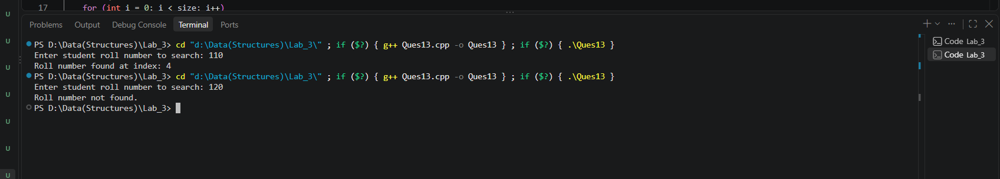 U
17 for (int i = 0; i < size; i++)
Problems Output Debug Console Terminal Ports
U
PS D:\Data(Structures)\Lab_3> cd "d:\Data(Structures)\Lab_3\" ; if ($?) { g++ Ques13.cpp -o Ques13 } ; if ($?) { .\Ques13 }
Code Lab_3
Enter student roll number to search: 110
Code Lab_3
Roll number found at index: 4
U
PS D:\Data(Structures)\Lab_3> cd "d:\Data(Structures)\Lab_3\" ; if ($?) { g++ Ques13.cpp -o Ques13 } ; if ($?) { .\Ques13 }
Enter student roll number to search: 120
Roll number not found.
U
PS D:\Data(Structures)\Lab_3>
U
U
U